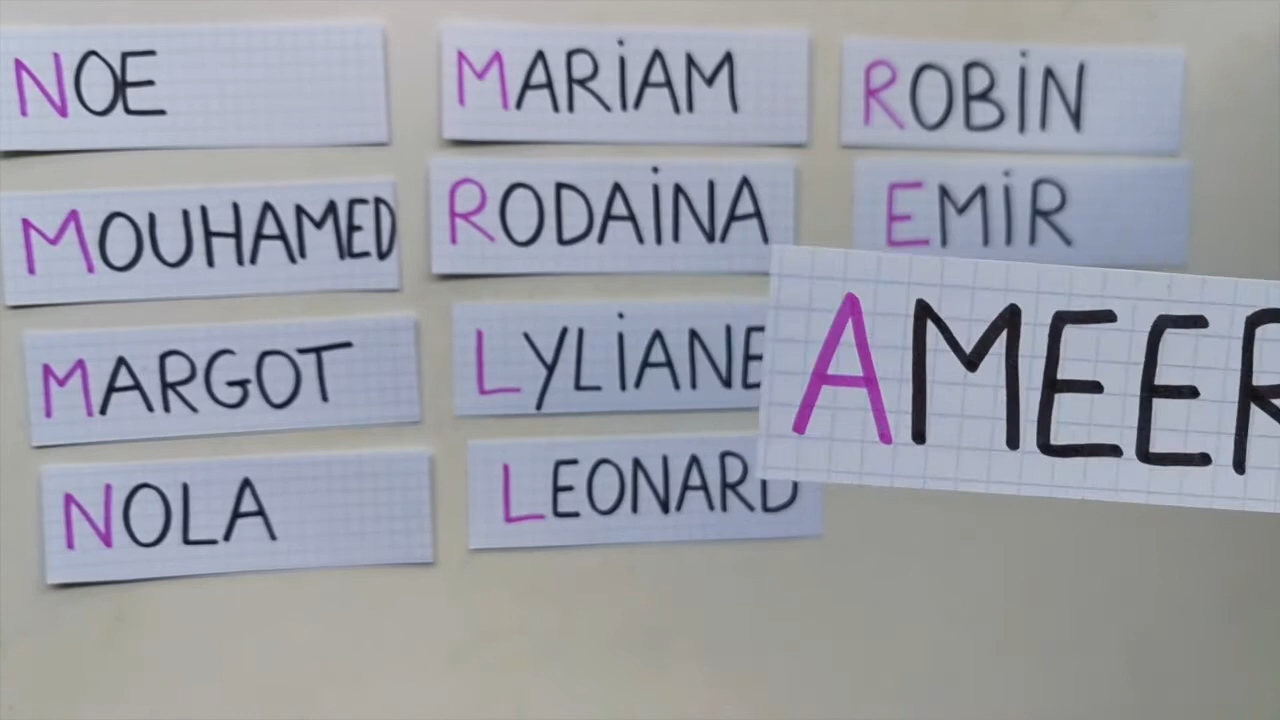 NOE
MOUHAMED
MARGOT
NOLA
MARiAM
RODAiNA
LYLiANE
LEONARD
ROBiN
EMiR
AMEER